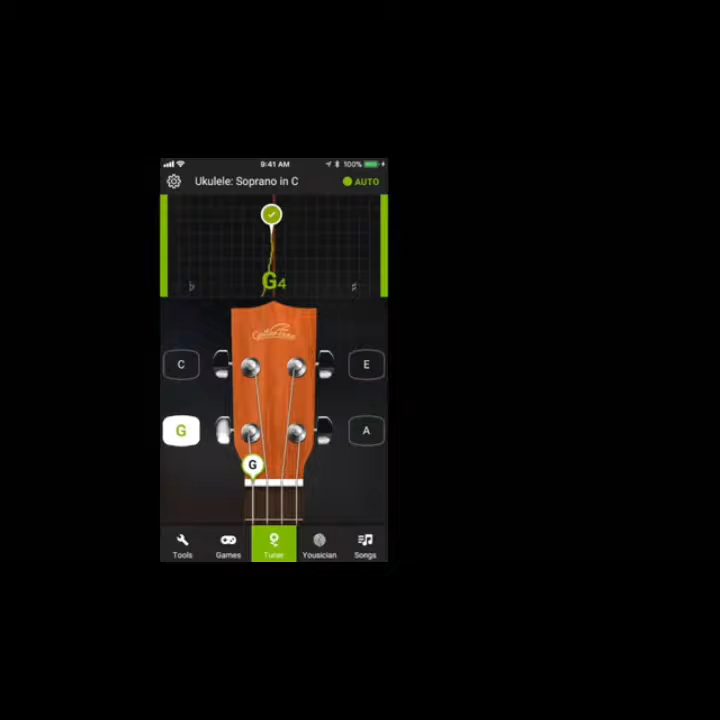 9:41 AM
100%
Ukulele: Soprano in C
AUTO
G4
C
E
G
A
G
Tools
Games
Tuner
Yousician
Songs